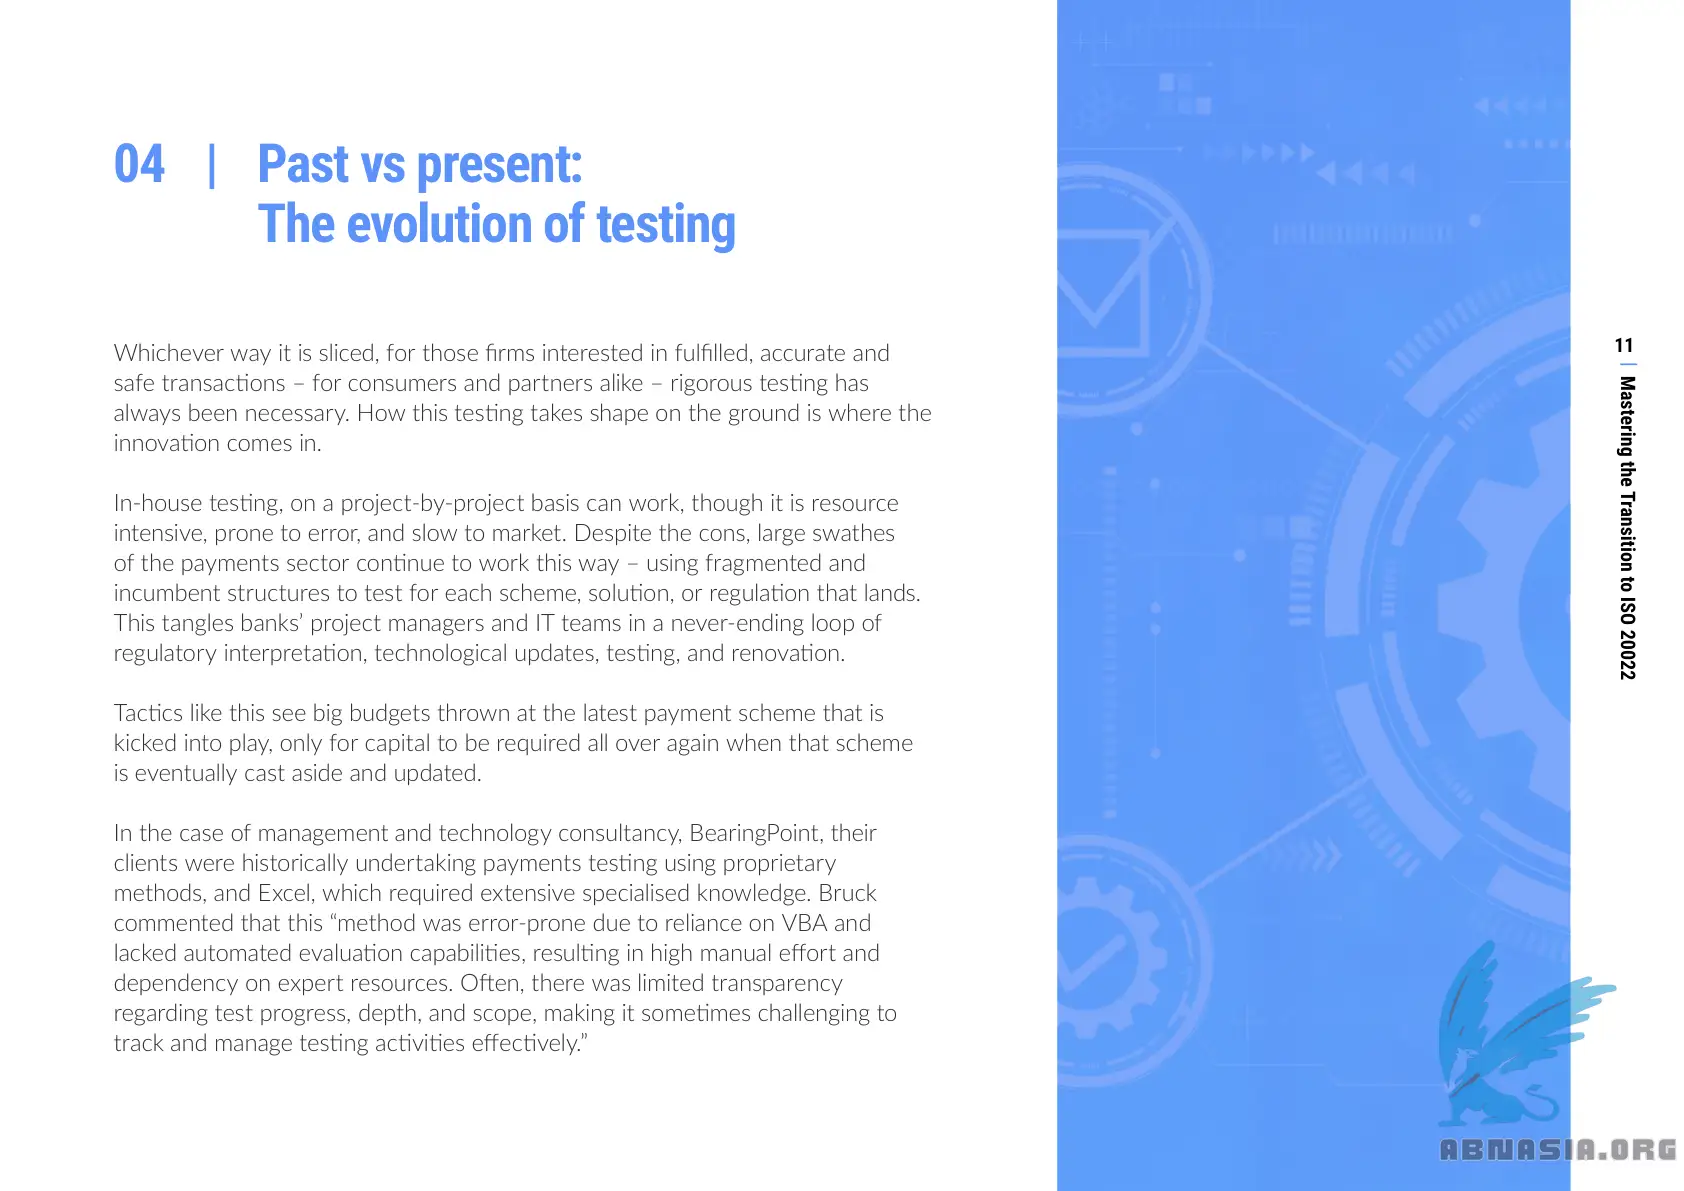 04 | Past vs present:
The evolution of testing
Whichever way it is sliced, for those firms interested in fulfilled, accurate and
safe transactions – for consumers and partners alike – rigorous testing has
always been necessary. How this testing takes shape on the ground is where the
innovation comes in.
In-house testing, on a project-by-project basis can work, though it is resource
intensive, prone to error, and slow to market. Despite the cons, large swathes
of the payments sector continue to work this way – using fragmented and
incumbent structures to test for each scheme, solution, or regulation that lands.
This tangles banks’ project managers and IT teams in a never-ending loop of
regulatory interpretation, technological updates, testing, and renovation.
Tactics like this see big budgets thrown at the latest payment scheme that is
kicked into play, only for capital to be required all over again when that scheme
is eventually cast aside and updated.
In the case of management and technology consultancy, BearingPoint, their
clients were historically undertaking payments testing using proprietary
methods, and Excel, which required extensive specialised knowledge. Bruck
commented that this “method was error-prone due to reliance on VBA and
lacked automated evaluation capabilities, resulting in high manual effort and
dependency on expert resources. Often, there was limited transparency
regarding test progress, depth, and scope, making it sometimes challenging to
track and manage testing activities effectively.”
11 | Mastering the Transition to ISO 20022
ABNASIA.ORG